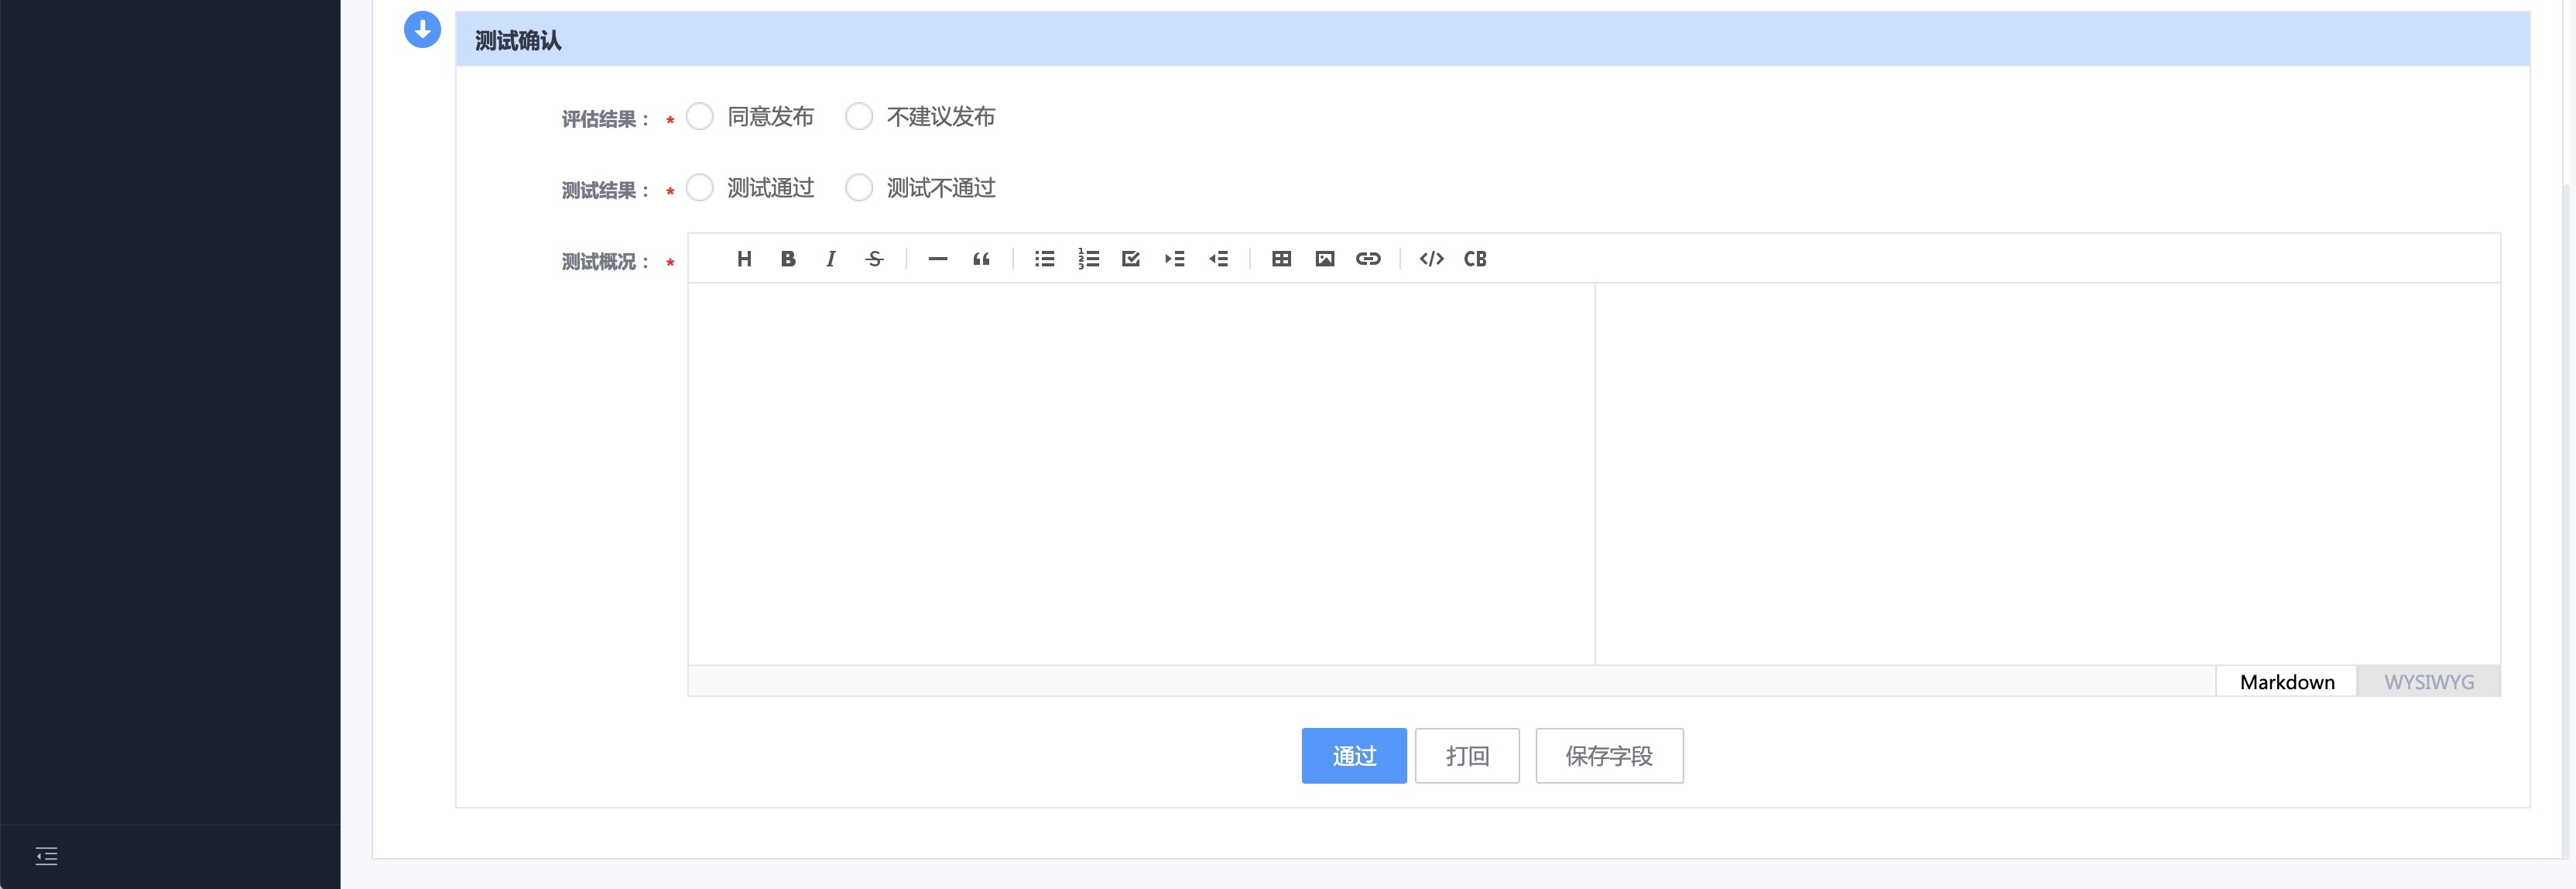 测试确认
评估结果： * 同意发布 不建议发布
测试结果： * 测试通过 测试不通过
测试概况： * H B I S — “ </> CB
Markdown WYSIWYG
通过 打回 保存字段